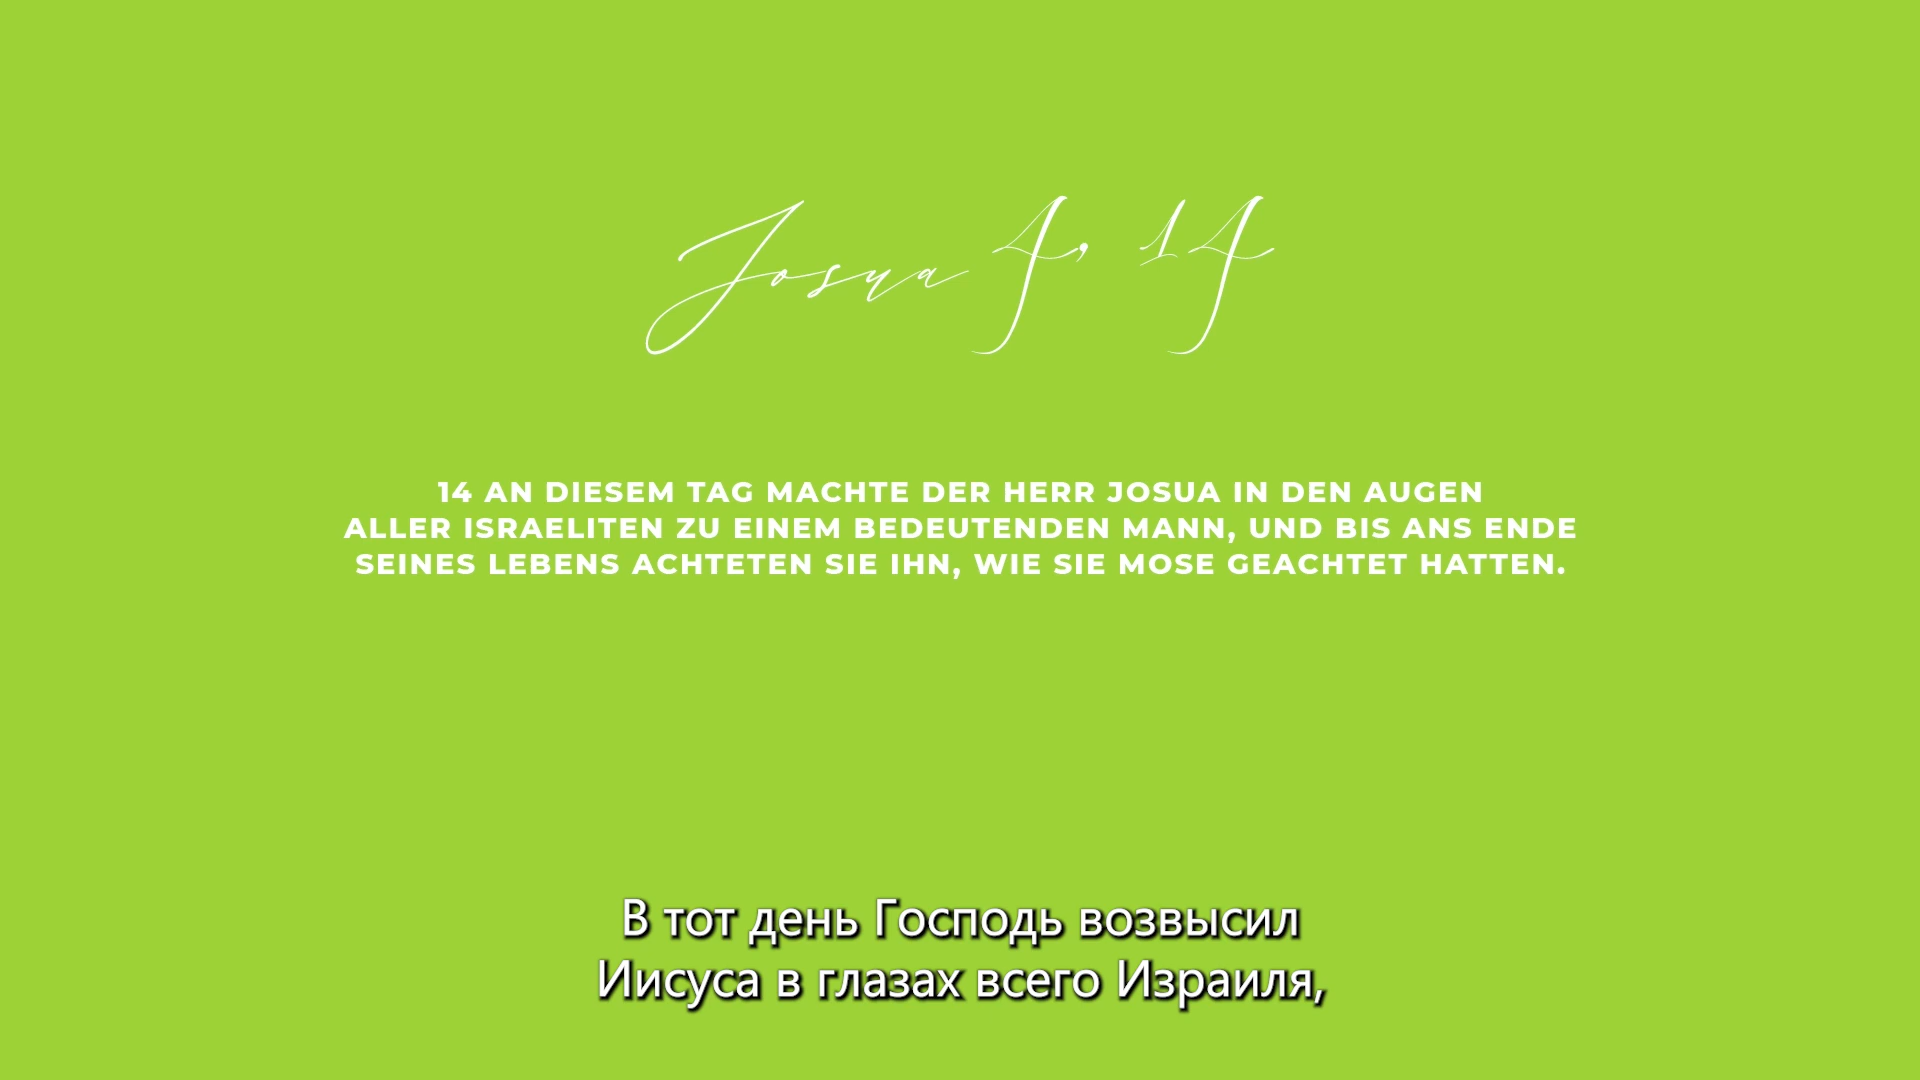 Josua 4, 14
14 AN DIESEM TAG MACHTE DER HERR JOSUA IN DEN AUGEN
ALLER ISRAELITEN ZU EINEM BEDEUTENDEN MANN, UND BIS ANS ENDE
SEINES LEBENS ACHTETEN SIE IHN, WIE SIE MOSE GEACHTET HATTEN.
В тот день Господь возвысил
Иисуса в глазах всего Израиля,